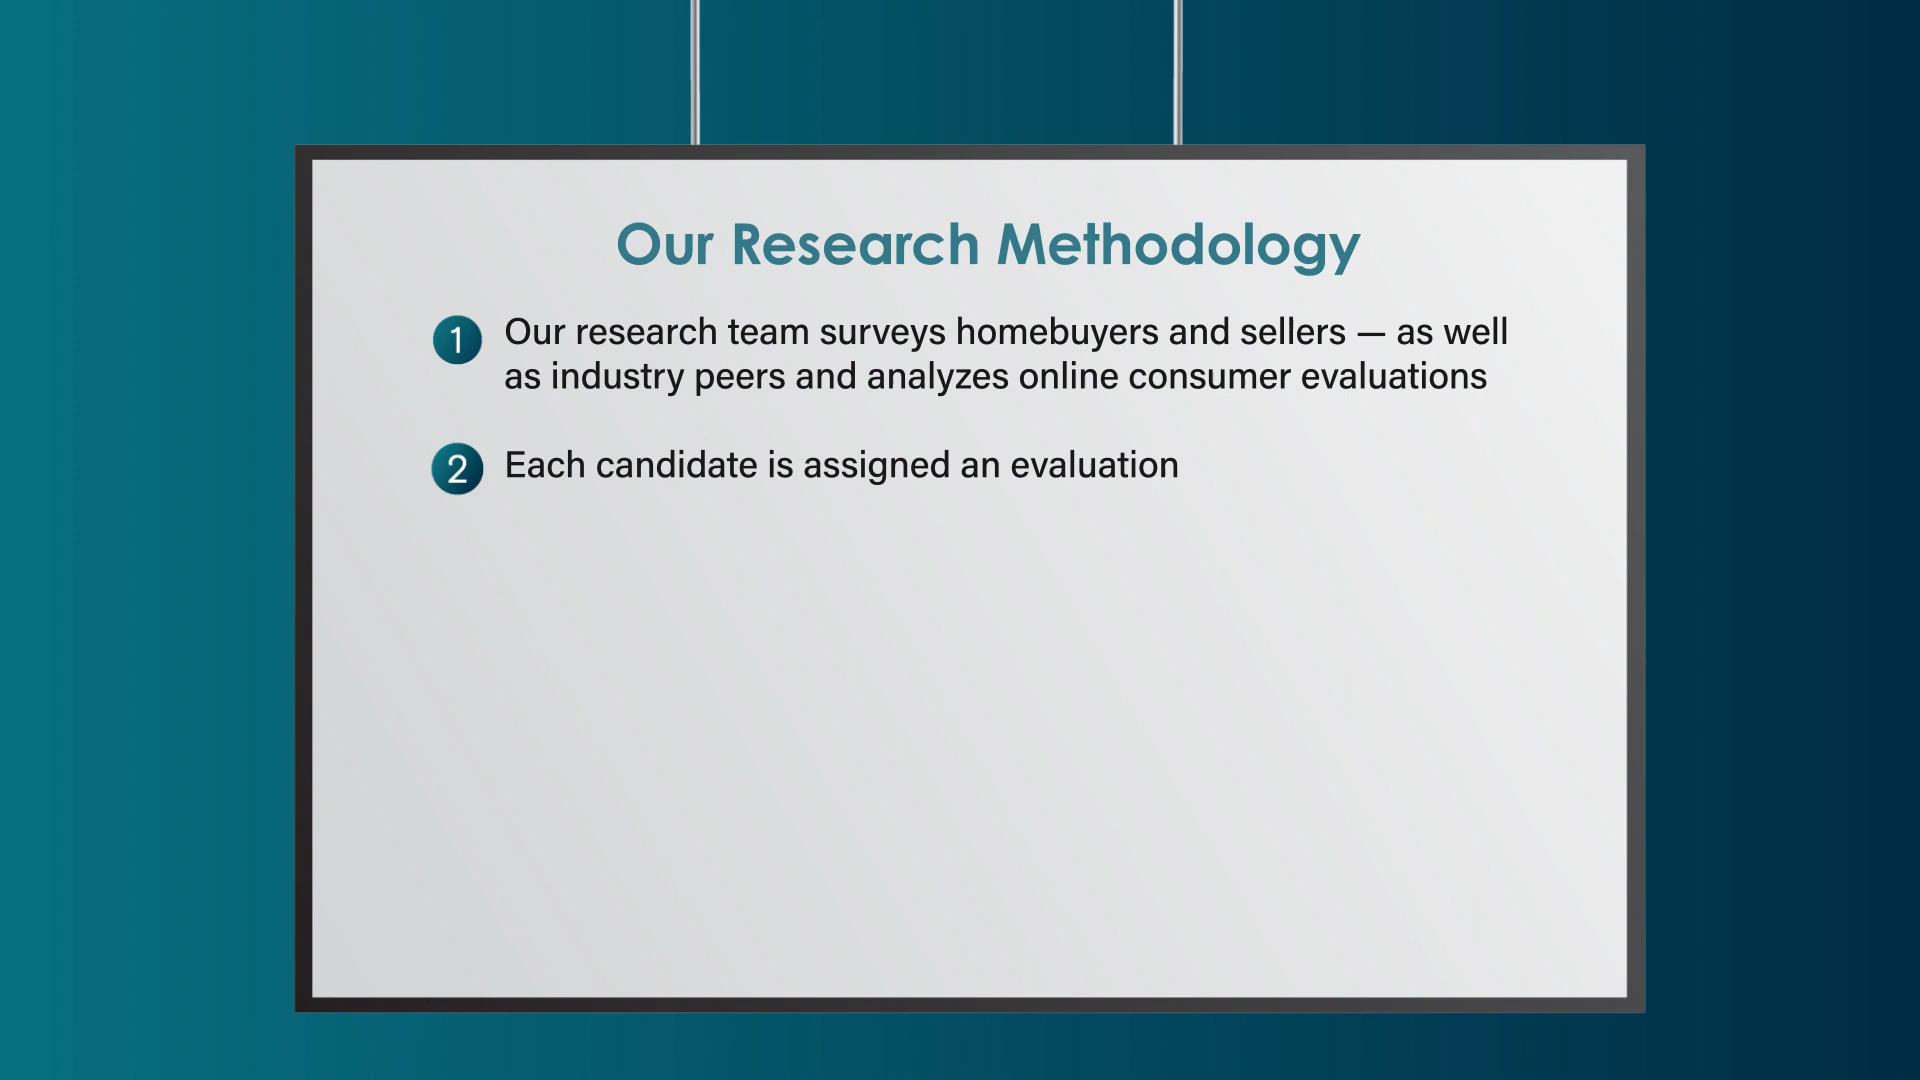 Our Research Methodology
1 Our research team surveys homebuyers and sellers — as well
as industry peers and analyzes online consumer evaluations
2 Each candidate is assigned an evaluation